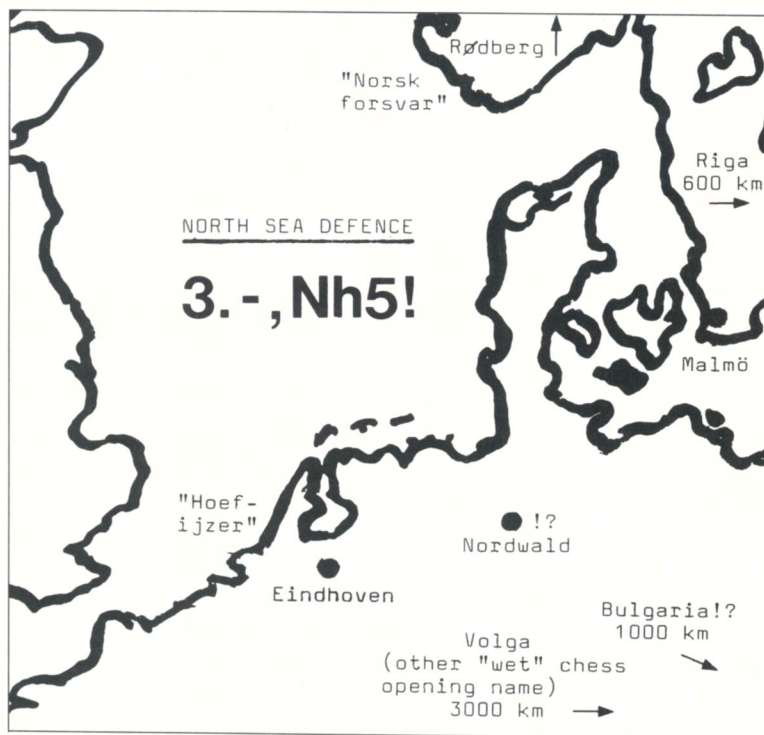 Rødberg
"Norsk
forsvar"
Riga
600 km
NORTH SEA DEFENCE
3.-,Nh5!
Malmö
"Hoef-
ijzer"
!?
Nordwald
Eindhoven
Bulgaria!?
1000 km
Volga
(other "wet" chess
opening name)
3000 km